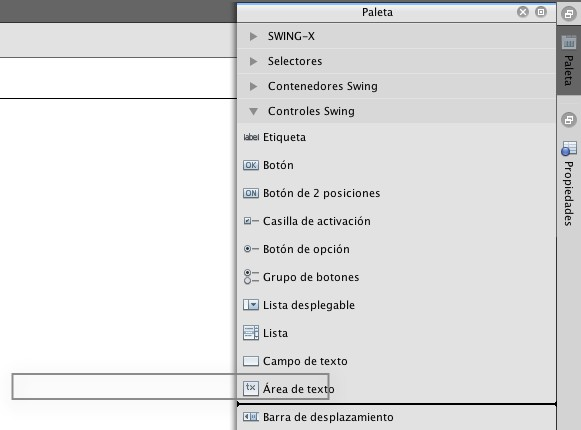 Paleta
SWING-X
Selectores
Contenedores Swing
Controles Swing
label Etiqueta
OK Botón
ON Botón de 2 posiciones
Casilla de activación
Botón de opción
Grupo de botones
Lista desplegable
Lista
Campo de texto
tx Área de texto
Barra de desplazamiento
Paleta
Propiedades